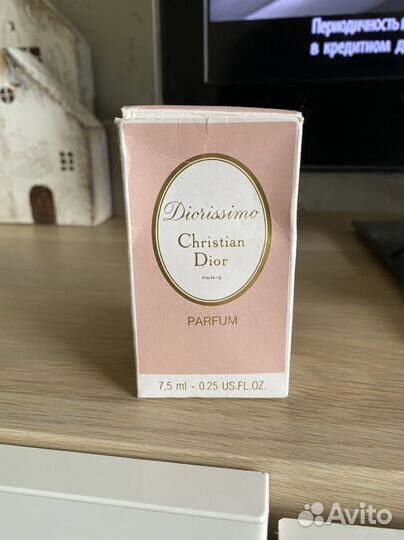 Периодичность
в кредитном
Diorissimo
Christian
Dior
PARIS
PARFUM
7,5 ml - 0.25 US.FL.OZ.
Avito